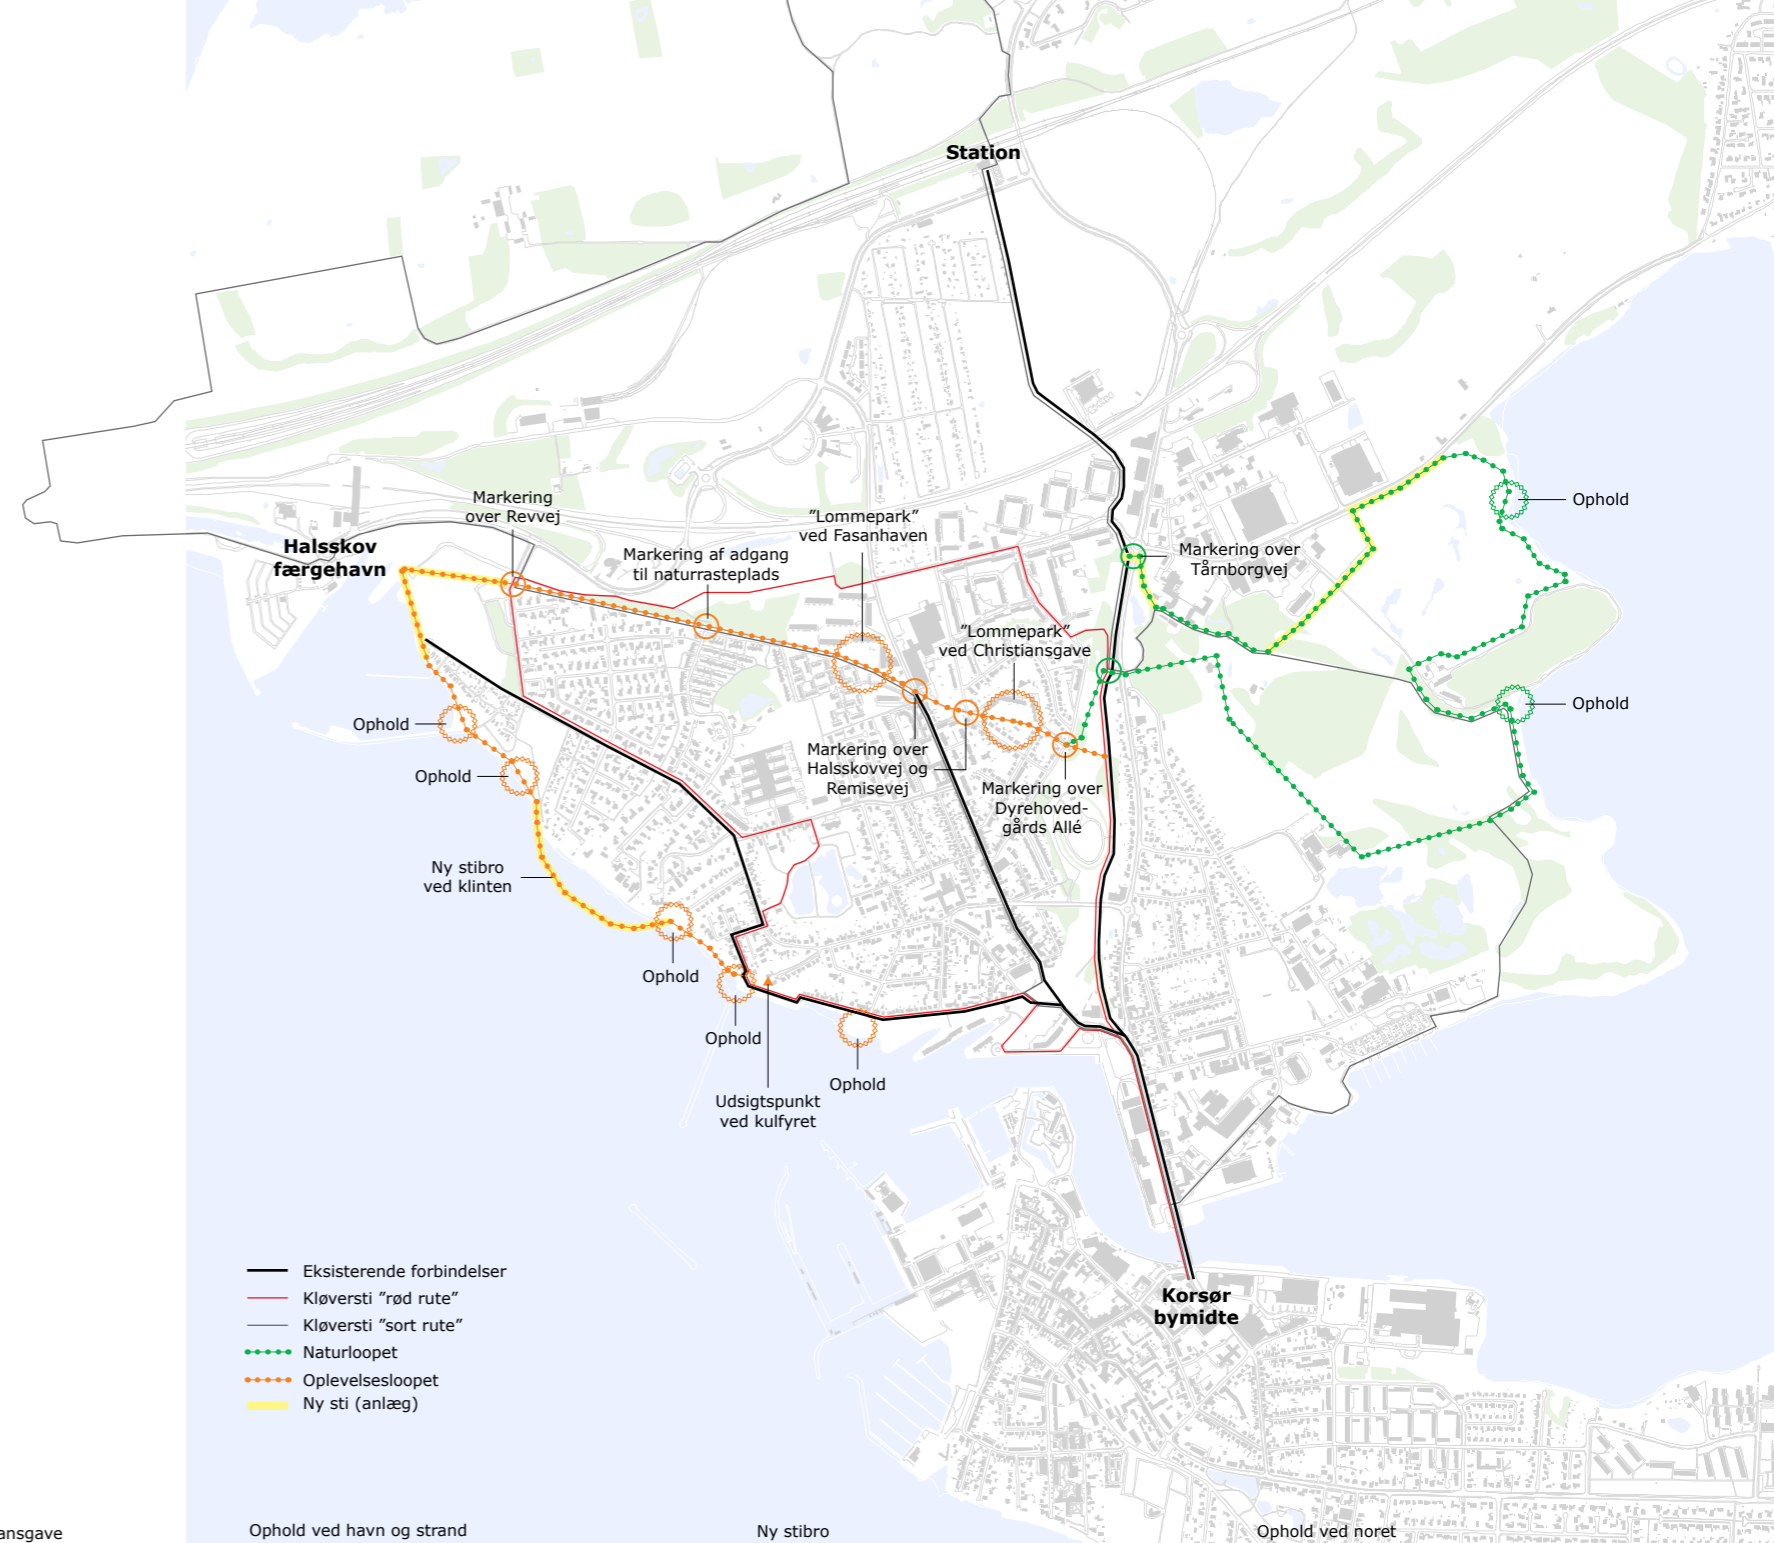 Station
Markering
over Revvej
"Lommepark"
ved Fasanhaven
Ophold
Halsskov
færgehavn
Markering af adgang
til naturrasteplads
Markering over
Tårnborgvej
"Lommepark"
ved Christiansgave
Ophold
Ophold
Ophold
Markering over
Halsskovvej og
Remisevej
Markering over
Dyrehoved-
gårds Allé
Ny stibro
ved klinten
Ophold
Ophold
Ophold
Udsigtspunkt
ved kulfyret
Korsør
bymidte
Eksisterende forbindelser
Kløversti ”rød rute”
Kløversti ”sort rute”
Naturloopet
Oplevelsesloopet
Ny sti (anlæg)
ansgave
Ophold ved havn og strand
Ny stibro
Ophold ved noret